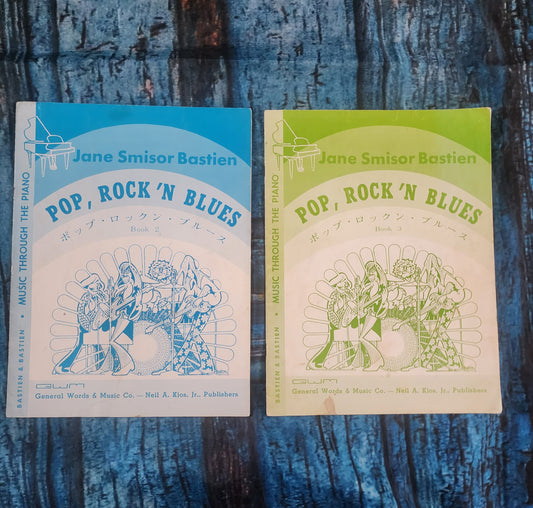 Jane Smisor Bastien
POP, ROCK 'N BLUES
ポップ・ロックン・ブルース
Book 2
BASTIEN & BASTIEN • MUSIC THROUGH THE PIANO
GWM
General Words & Music Co. — Neil A. Kjos, Jr., Publishers
Jane Smisor Bastien
POP, ROCK 'N BLUES
ポップ・ロックン・ブルース
Book 3
BASTIEN & BASTIEN • MUSIC THROUGH THE PIANO
GWM
General Words & Music Co. — Neil A. Kjos, Jr., Publishers